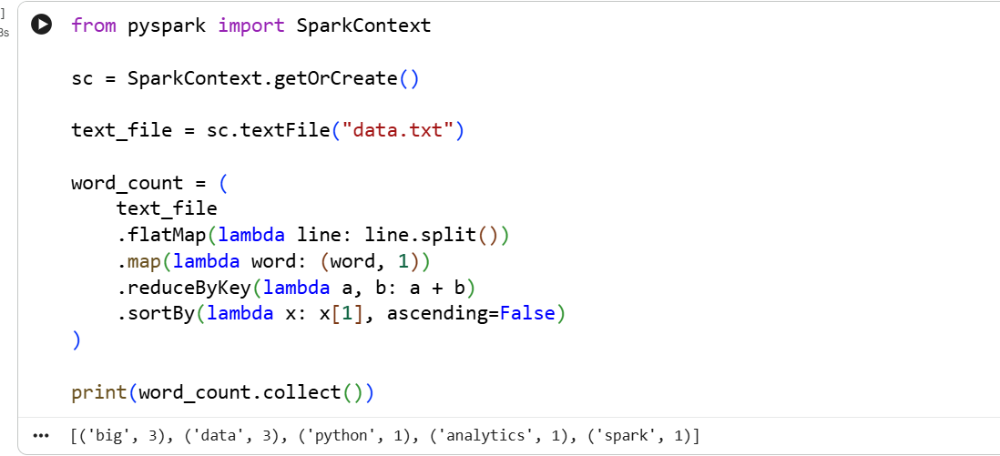 ]
3s
from pyspark import SparkContext
sc = SparkContext.getOrCreate()
text_file = sc.textFile("data.txt")
word_count = (
    text_file
    .flatMap(lambda line: line.split())
    .map(lambda word: (word, 1))
    .reduceByKey(lambda a, b: a + b)
    .sortBy(lambda x: x[1], ascending=False)
)
print(word_count.collect())
[('big', 3), ('data', 3), ('python', 1), ('analytics', 1), ('spark', 1)]